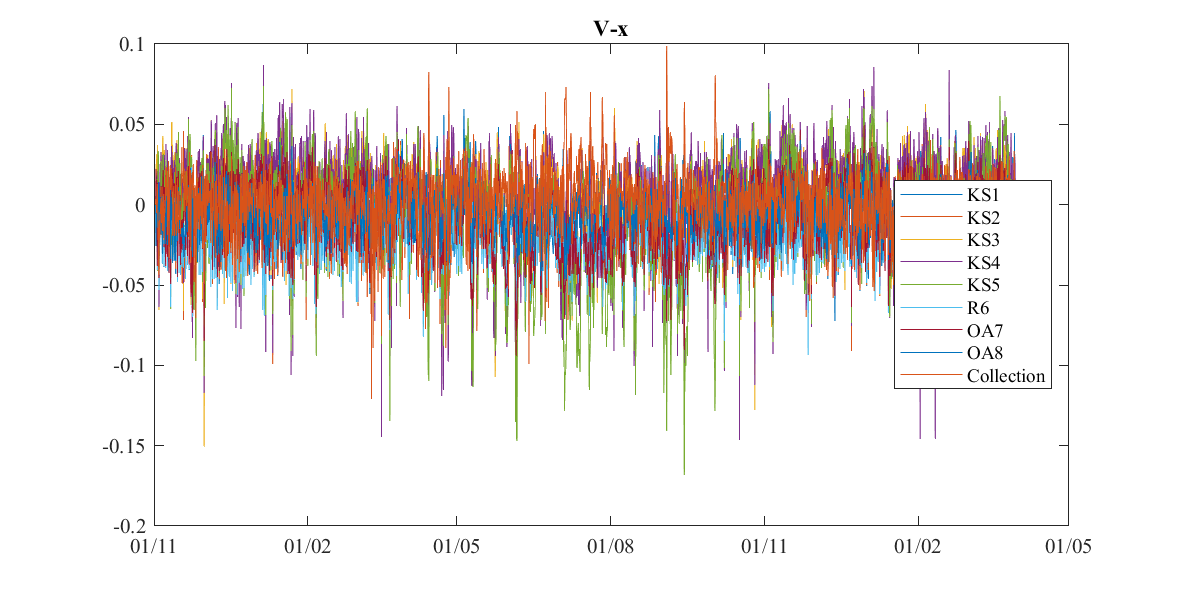 V-x
0.1
0.05
0
-0.05
-0.1
-0.15
-0.2
01/11
01/02
01/05
01/08
01/11
01/02
01/05
KS1
KS2
KS3
KS4
KS5
R6
OA7
OA8
Collection